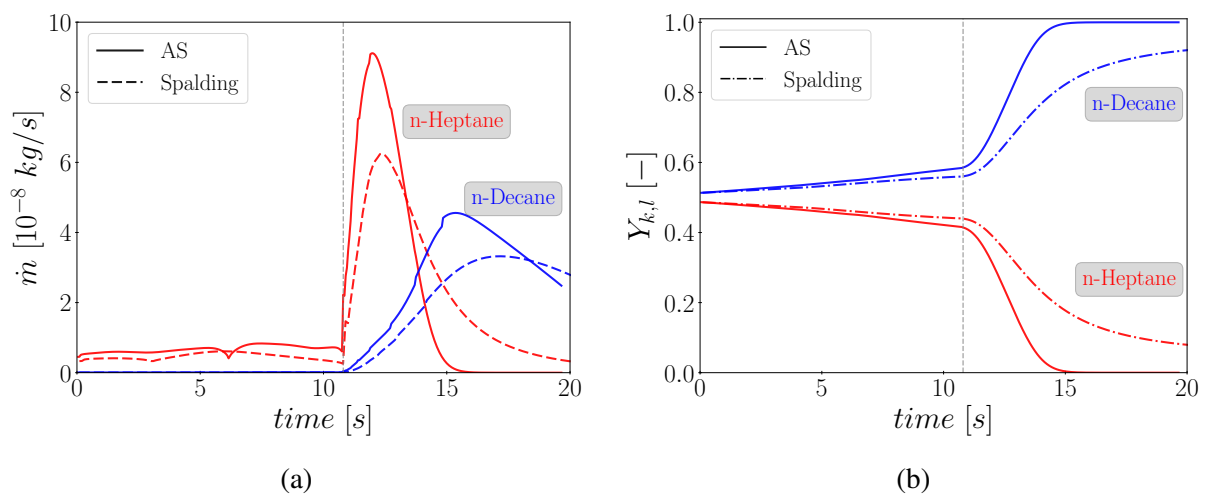 10
8
6
4
2
0
ṁ [10⁻⁸ kg/s]
AS
Spalding
n-Heptane
n-Decane
0 5 10 15 20
time [s]
(a)
1.0
0.8
0.6
0.4
0.2
0.0
Y_{k,l} [−]
AS
Spalding
n-Decane
n-Heptane
0 5 10 15 20
time [s]
(b)